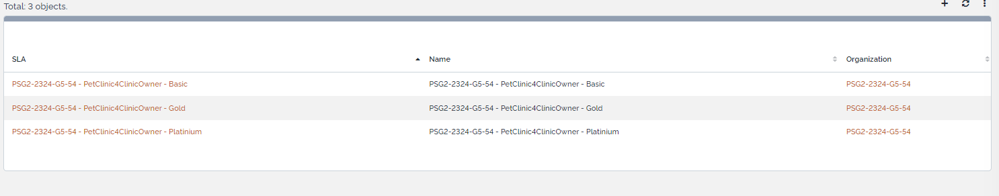 Total: 3 objects.
SLA Name Organization
PSG2-2324-G5-54 - PetClinic4ClinicOwner - Basic PSG2-2324-G5-54 - PetClinic4ClinicOwner - Basic PSG2-2324-G5-54
PSG2-2324-G5-54 - PetClinic4ClinicOwner - Gold PSG2-2324-G5-54 - PetClinic4ClinicOwner - Gold PSG2-2324-G5-54
PSG2-2324-G5-54 - PetClinic4ClinicOwner - Platinium PSG2-2324-G5-54 - PetClinic4ClinicOwner - Platinium PSG2-2324-G5-54